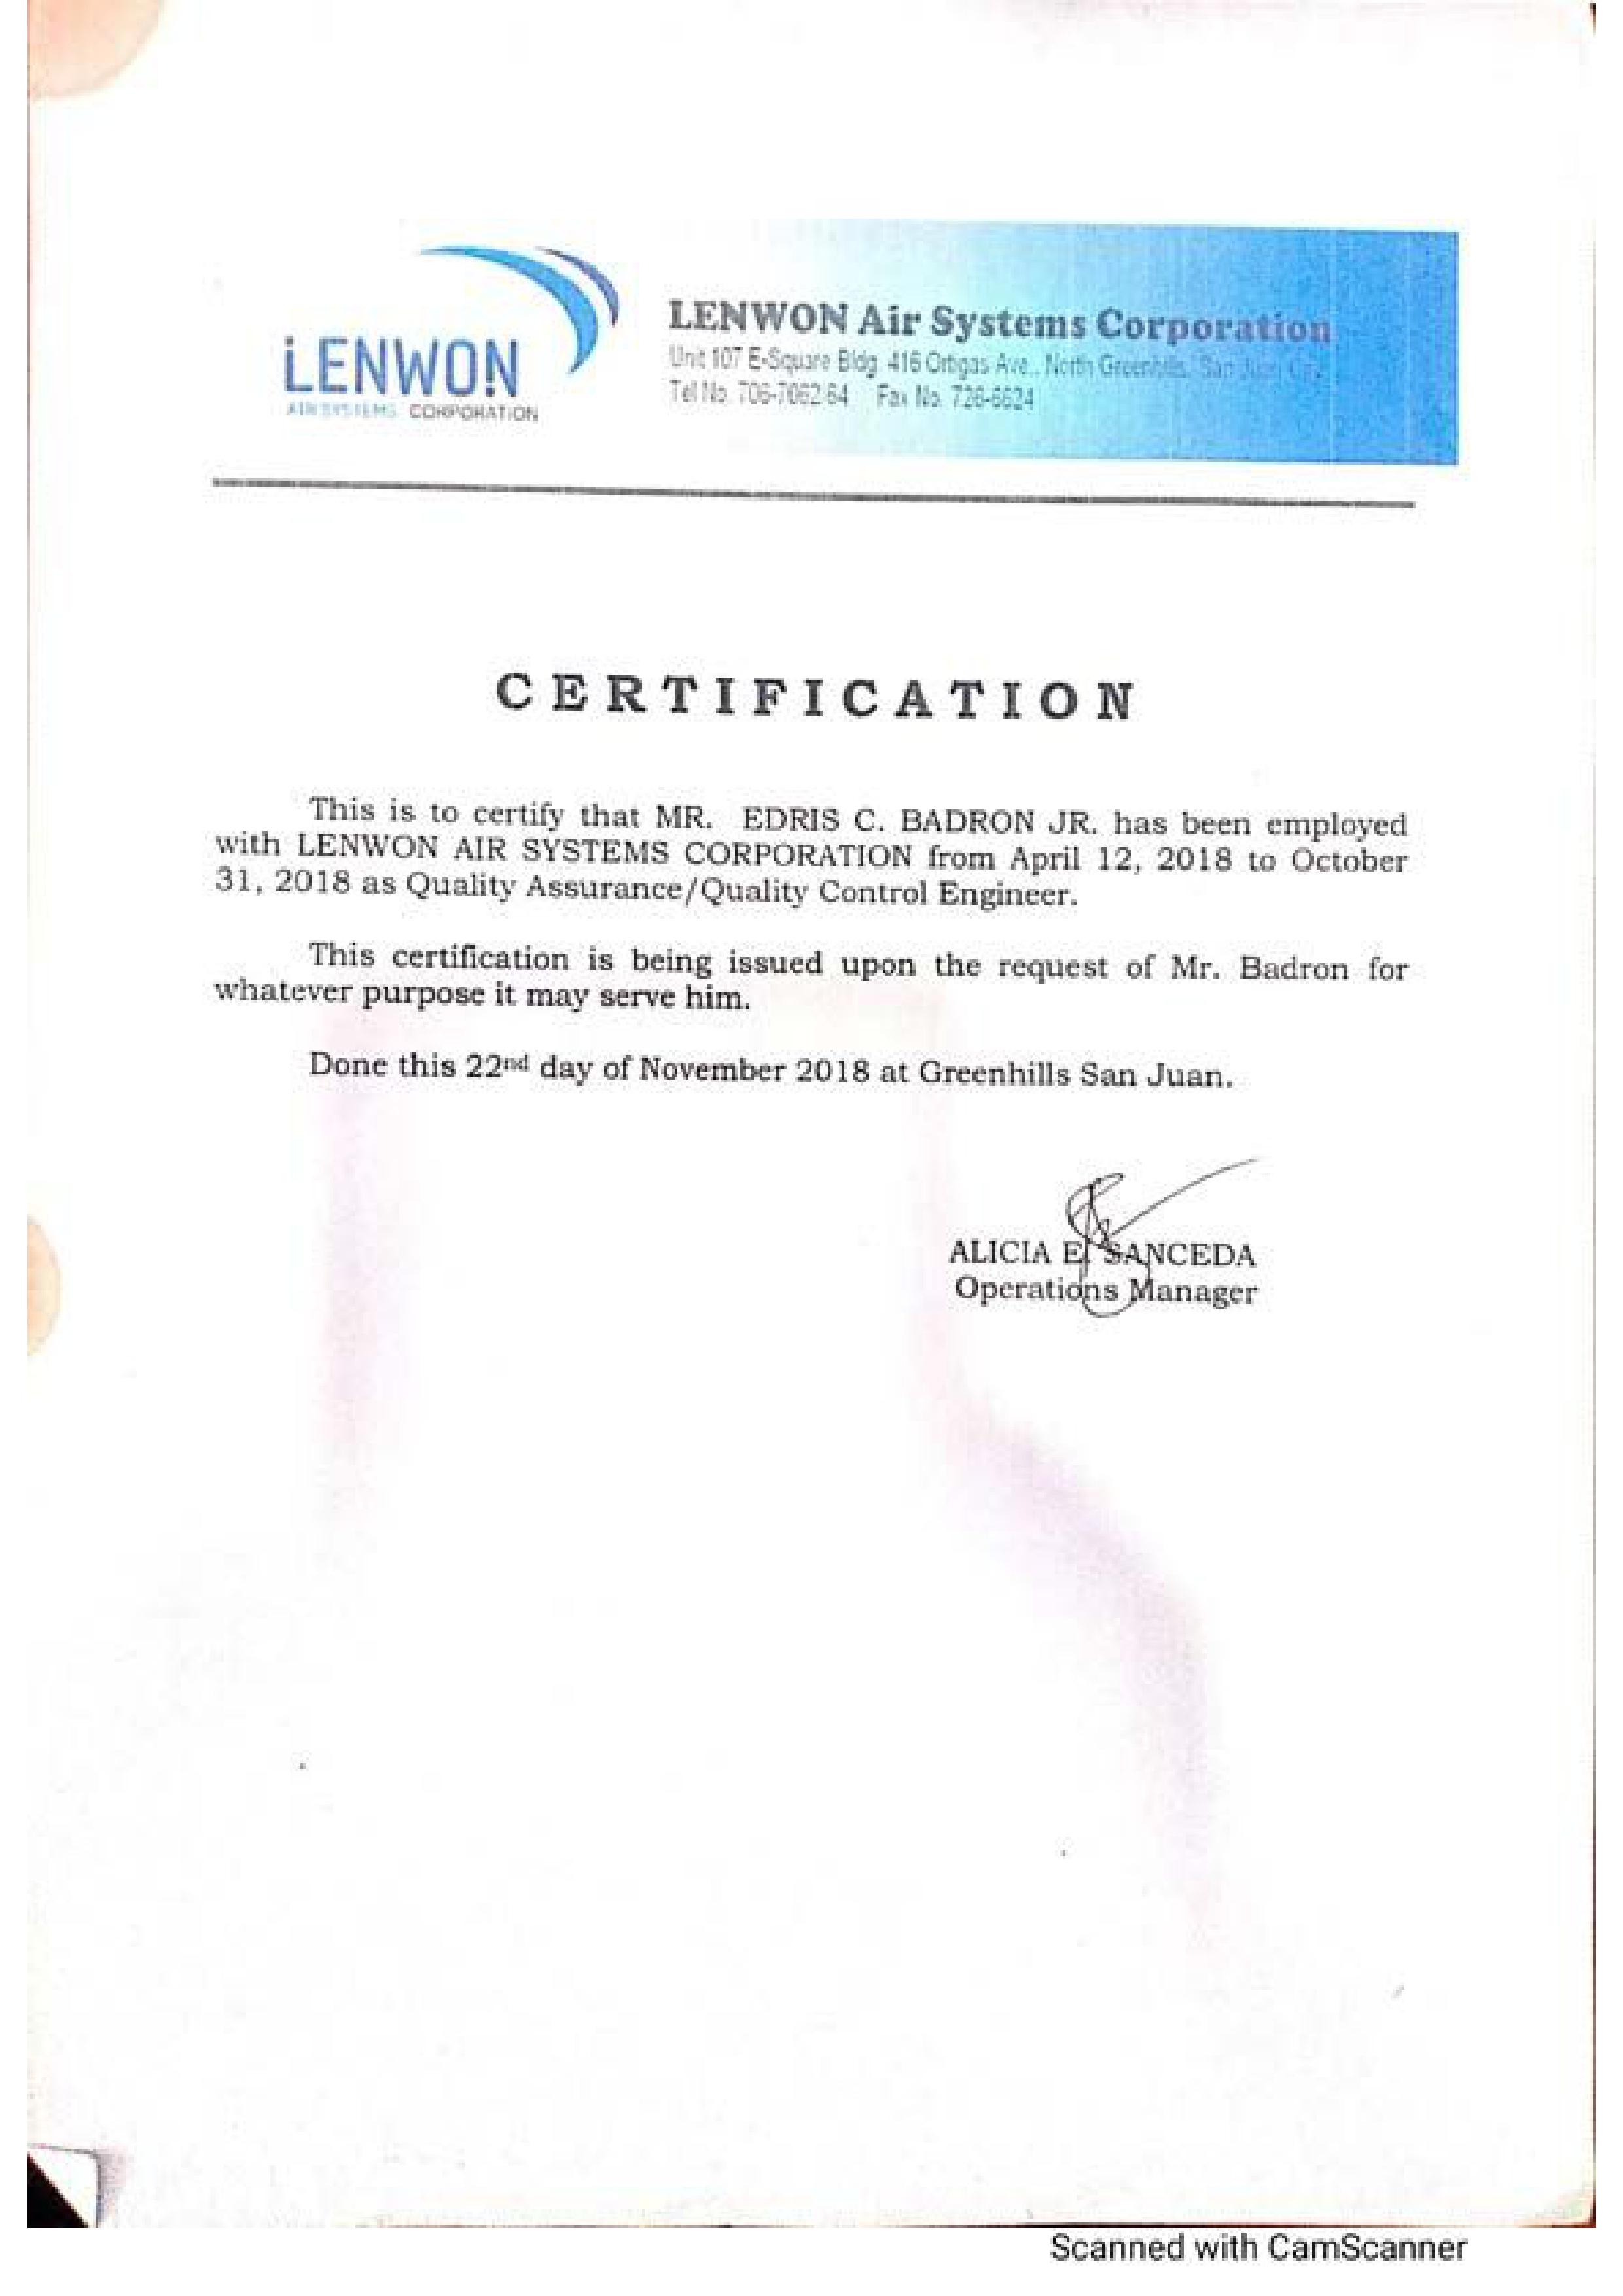 LENWON
AIR SYSTEMS CORPORATION
LENWON Air Systems Corporation
Unit 107 E-Square Bldg. 416 Ortigas Ave., North Greenhills, San Juan City
Tel No. 706-7062 64 Fax No. 726-6624
CERTIFICATION
This is to certify that MR. EDRIS C. BADRON JR. has been employed
with LENWON AIR SYSTEMS CORPORATION from April 12, 2018 to October
31, 2018 as Quality Assurance/Quality Control Engineer.
This certification is being issued upon the request of Mr. Badron for
whatever purpose it may serve him.
Done this 22nd day of November 2018 at Greenhills San Juan.
ALICIA E. SANCEDA
Operations Manager
Scanned with CamScanner